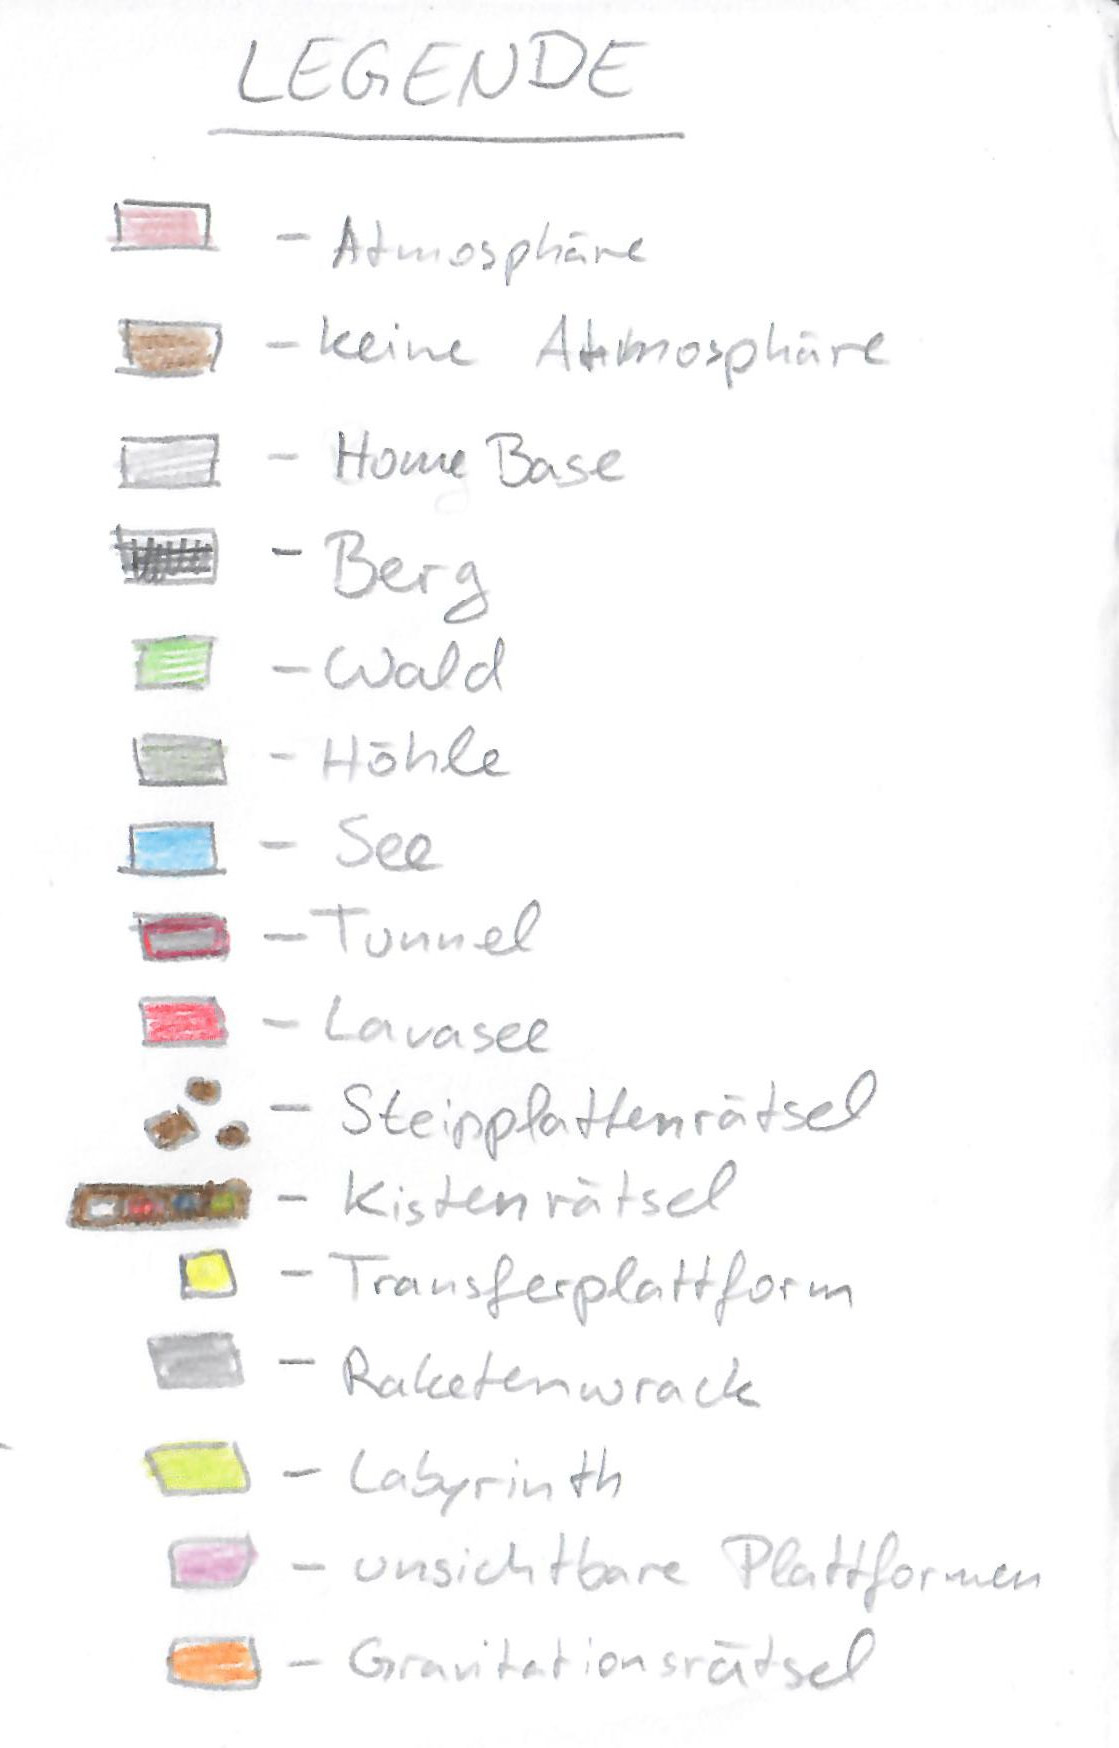 LEGENDE
- Atmosphäre
- keine Atmosphäre
- Home Base
- Berg
- Wald
- Höhle
- See
- Tunnel
- Lavasee
- Steinplattenrätsel
- Kistenrätsel
- Transferplattform
- Raketenwrack
- Labyrinth
- unsichtbare Plattformen
- Gravitationsrätsel